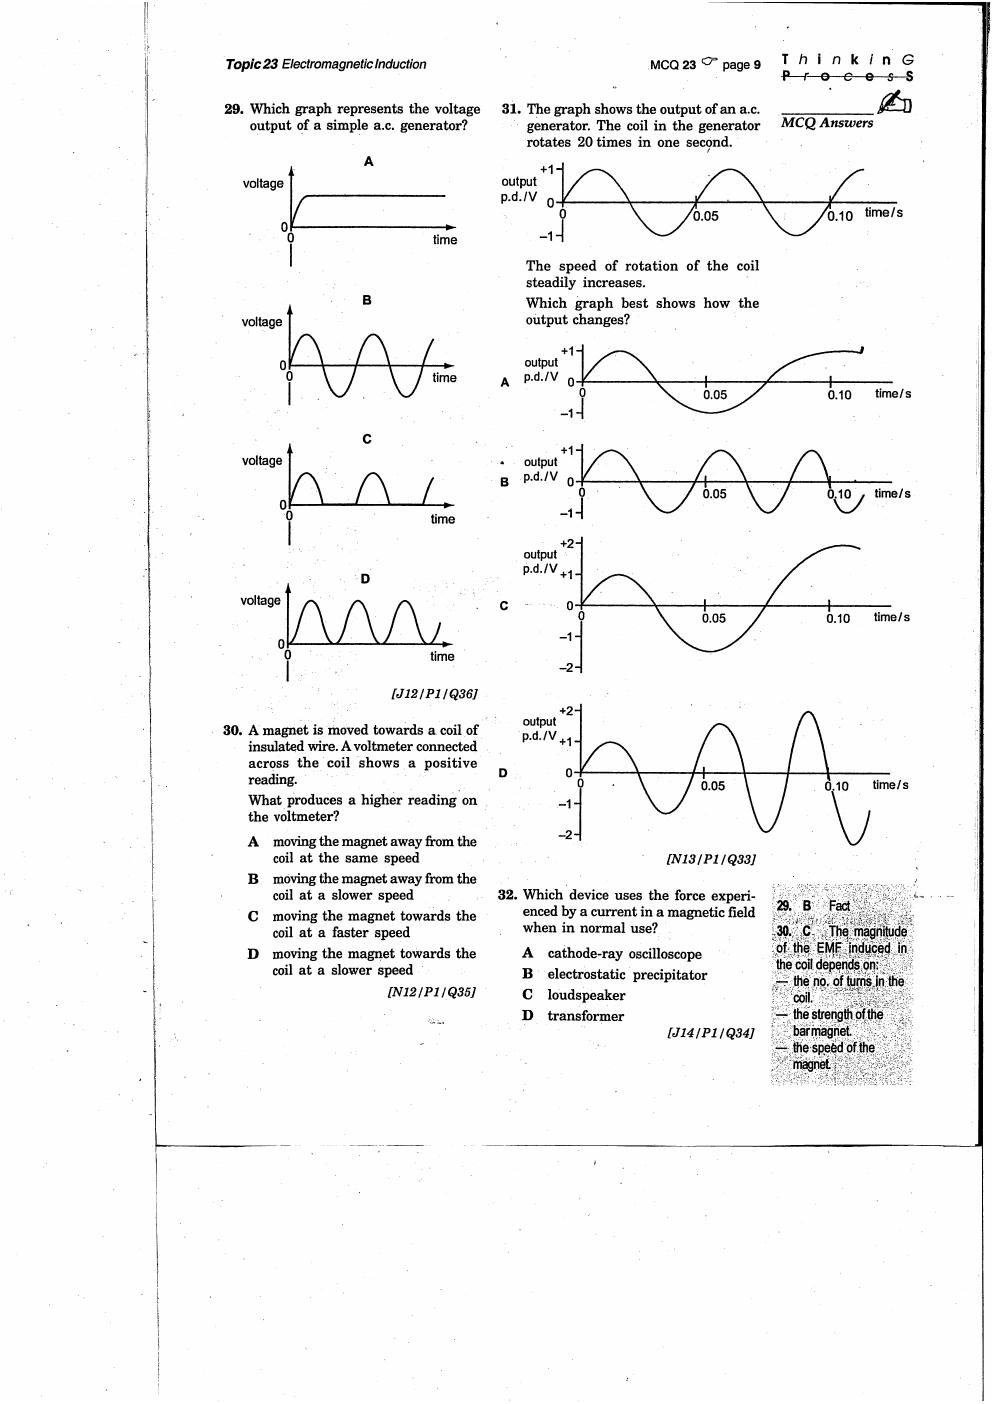 Topic 23 Electromagnetic Induction
MCQ 23 ☞ page 9
ThinkinG
ProcessS
MCQ Answers
29. Which graph represents the voltage
output of a simple a.c. generator?
A
voltage
0
0
time
B
voltage
0
0
time
C
voltage
0
0
time
D
voltage
0
0
time
[J12/P1/Q36]
30. A magnet is moved towards a coil of
insulated wire. A voltmeter connected
across the coil shows a positive
reading.
What produces a higher reading on
the voltmeter?
A moving the magnet away from the
coil at the same speed
B moving the magnet away from the
coil at a slower speed
C moving the magnet towards the
coil at a faster speed
D moving the magnet towards the
coil at a slower speed
[N12/P1/Q35]
31. The graph shows the output of an a.c.
generator. The coil in the generator
rotates 20 times in one second.
+1
output
p.d./V 0
0 0.05 0.10 time/s
–1
The speed of rotation of the coil
steadily increases.
Which graph best shows how the
output changes?
+1
output
A p.d./V 0
0 0.05 0.10 time/s
–1
+1
output
B p.d./V 0
0 0.05 0.10 time/s
–1
+2
output
p.d./V +1
C 0
0 0.05 0.10 time/s
–1
–2
+2
output
p.d./V +1
D 0
0 0.05 0.10 time/s
–1
–2
[N13/P1/Q33]
32. Which device uses the force experi-
enced by a current in a magnetic field
when in normal use?
A cathode-ray oscilloscope
B electrostatic precipitator
C loudspeaker
D transformer
[J14/P1/Q34]
29. B Fact
30. C The magnitude
of the EMF induced in
the coil depends on:
— the no. of turns in the
coil.
— the strength of the
bar magnet.
— the speed of the
magnet.